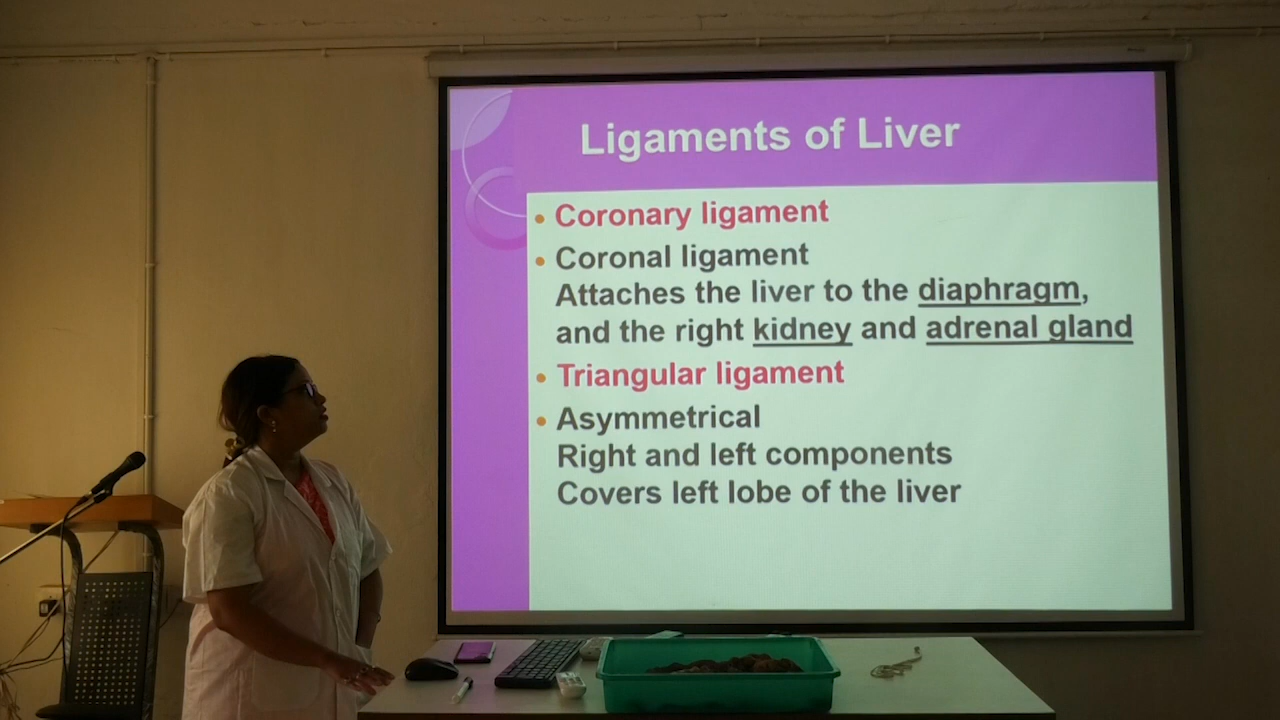 Ligaments of Liver
• Coronary ligament
• Coronal ligament
Attaches the liver to the diaphragm,
and the right kidney and adrenal gland
• Triangular ligament
• Asymmetrical
Right and left components
Covers left lobe of the liver